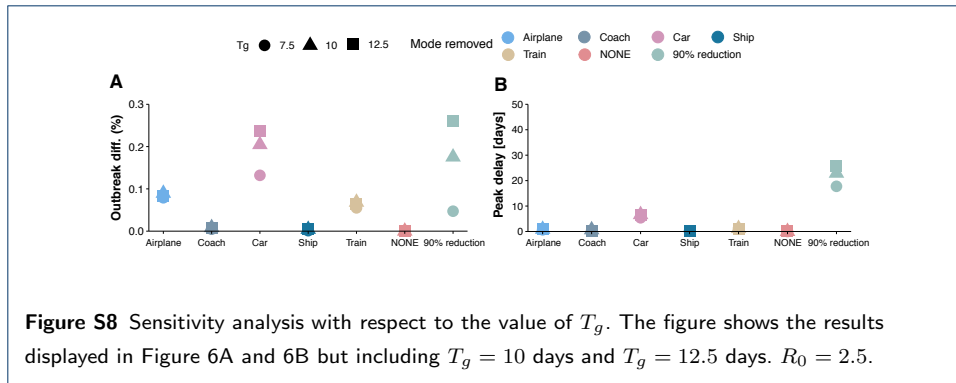 Tg 7.5 10 12.5 Mode removed Airplane Coach Car Ship
Train NONE 90% reduction
A
Outbreak diff. (%)
0.3
0.2
0.1
0.0
Airplane Coach Car Ship Train NONE 90% reduction
B
Peak delay [days]
50
40
30
20
10
0
Airplane Coach Car Ship Train NONE 90% reduction
Figure S8 Sensitivity analysis with respect to the value of $T_g$. The figure shows the results
displayed in Figure 6A and 6B but including $T_g = 10$ days and $T_g = 12.5$ days. $R_0 = 2.5$.